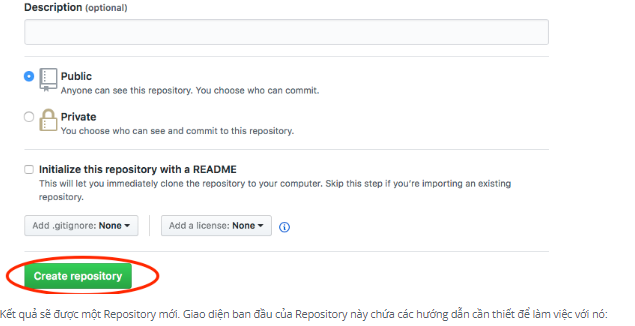 Description (optional)
Public
Anyone can see this repository. You choose who can commit.
Private
You choose who can see and commit to this repository.
Initialize this repository with a README
This will let you immediately clone the repository to your computer. Skip this step if you're importing an existing
repository.
Add .gitignore: None Add a license: None
Create repository
Kết quả sẽ được một Repository mới. Giao diện ban đầu của Repository này chứa các hướng dẫn cần thiết để làm việc với nó: